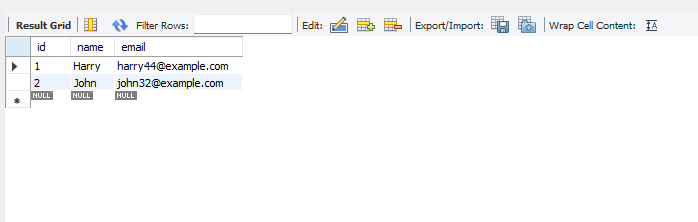 Result Grid Filter Rows: Edit: Export/Import: Wrap Cell Content: IA
id name email
1 Harry harry44@example.com
2 John john32@example.com
NULL NULL NULL